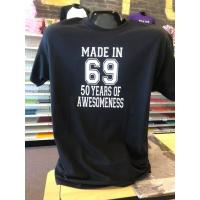 MADE IN
69
50 YEARS OF
AWESOMENESS